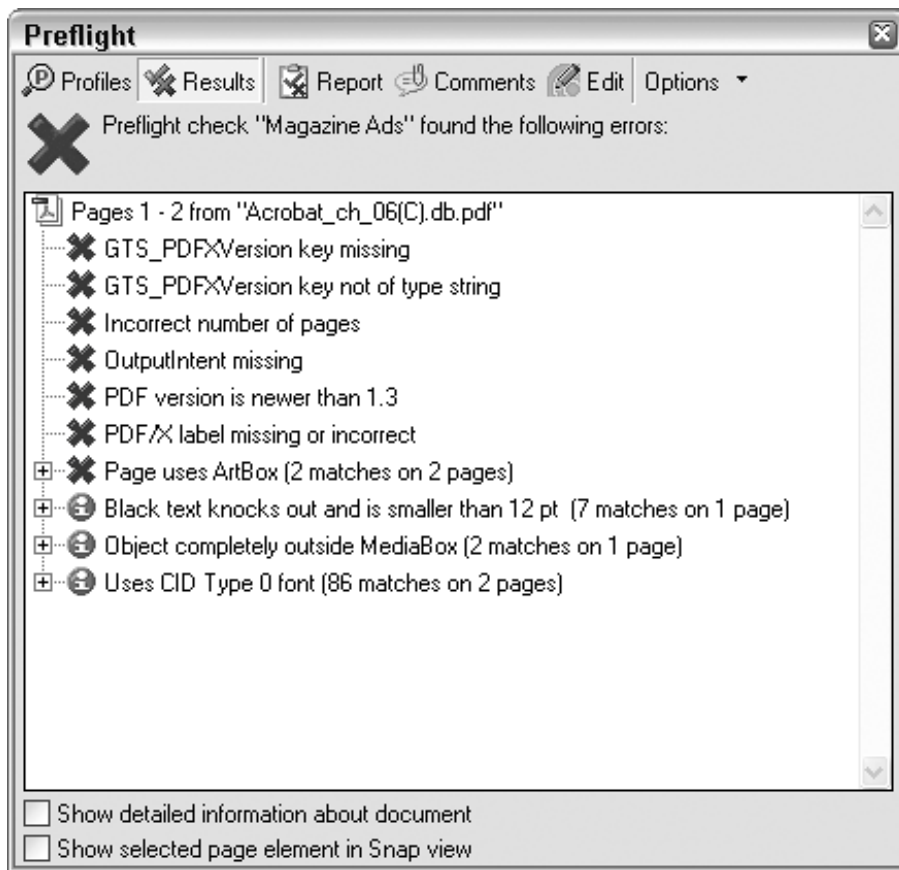 Preflight
Profiles Results Report Comments Edit Options
Preflight check "Magazine Ads" found the following errors:
Pages 1 - 2 from "Acrobat_ch_06(C).db.pdf"
GTS_PDFXVersion key missing
GTS_PDFXVersion key not of type string
Incorrect number of pages
OutputIntent missing
PDF version is newer than 1.3
PDF/X label missing or incorrect
Page uses ArtBox (2 matches on 2 pages)
Black text knocks out and is smaller than 12 pt (7 matches on 1 page)
Object completely outside MediaBox (2 matches on 1 page)
Uses CID Type 0 font (86 matches on 2 pages)
Show detailed information about document
Show selected page element in Snap view